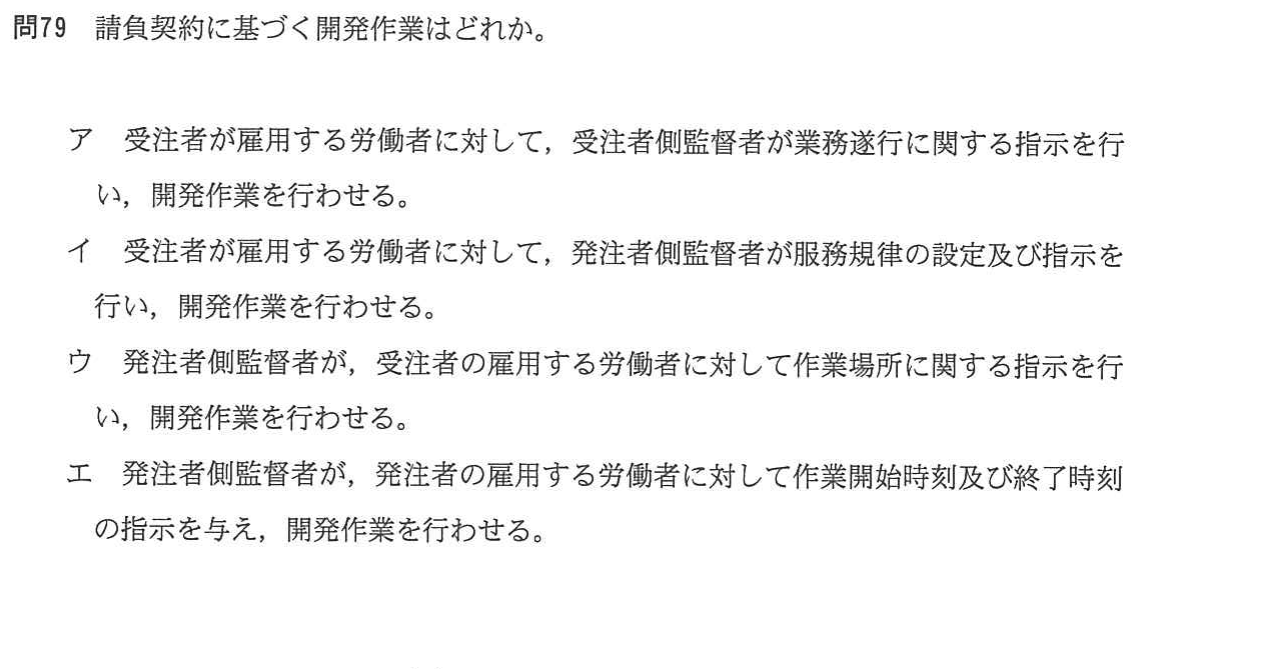 問79 請負契約に基づく開発作業はどれか。
ア 受注者が雇用する労働者に対して，受注者側監督者が業務遂行に関する指示を行
い，開発作業を行わせる。
イ 受注者が雇用する労働者に対して，発注者側監督者が服務規律の設定及び指示を
行い，開発作業を行わせる。
ウ 発注者側監督者が，受注者の雇用する労働者に対して作業場所に関する指示を行
い，開発作業を行わせる。
エ 発注者側監督者が，発注者の雇用する労働者に対して作業開始時刻及び終了時刻
の指示を与え，開発作業を行わせる。